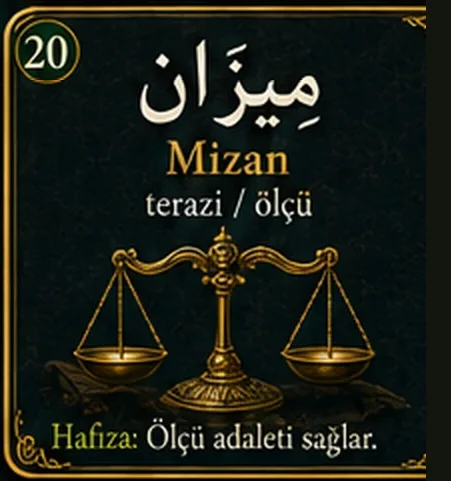 20
مِيزَان
Mizan
terazi / ölçü
Hafıza: Ölçü adaleti sağlar.